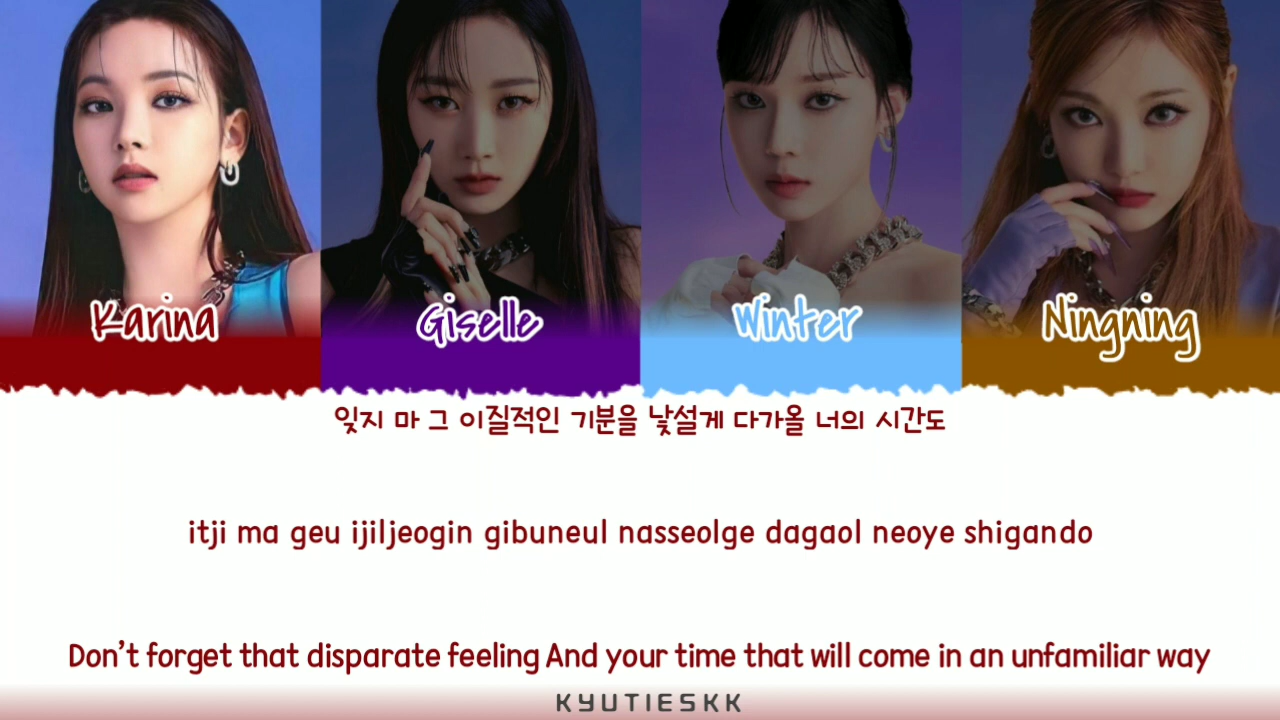 Karina
Giselle
Winter
Ningning
잊지 마 그 이질적인 기분을 낯설게 다가올 너의 시간도
itji ma geu ijiljeogin gibuneul nasseolge dagaol neoye shigando
Don't forget that disparate feeling And your time that will come in an unfamiliar way
KYUTIESKK